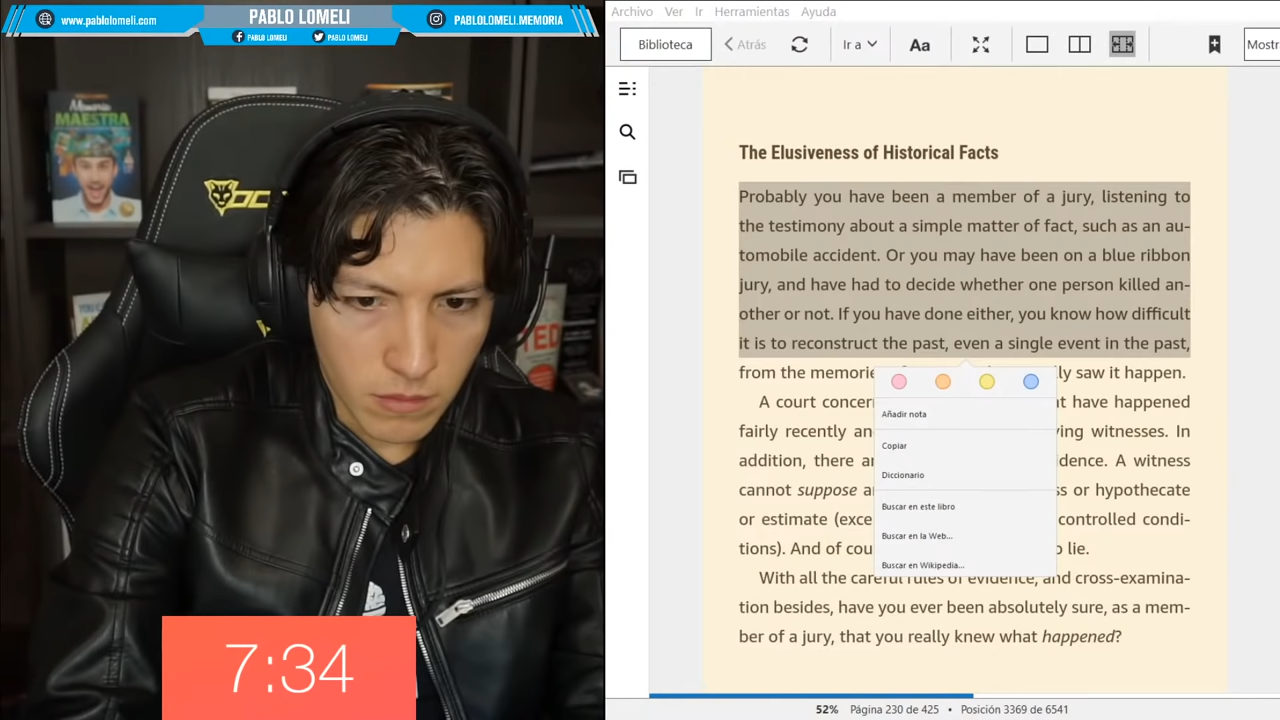 www.pablolomeli.com
PABLO LOMELI
PABLOLOMELI.MEMORIA
PABLO LOMELI
PABLO LOMELI
Memoria
MAESTRA
7:34
Archivo Ver Ir Herramientas Ayuda
Biblioteca Atrás Ir a Aa Mostr
The Elusiveness of Historical Facts
Probably you have been a member of a jury, listening to
the testimony about a simple matter of fact, such as an au-
tomobile accident. Or you may have been on a blue ribbon
jury, and have had to decide whether one person killed an-
other or not. If you have done either, you know how difficult
it is to reconstruct the past, even a single event in the past,
from the memorie lly saw it happen.
A court concer t have happened
fairly recently an ving witnesses. In
addition, there a idence. A witness
cannot suppose a s or hypothecate
or estimate (exce controlled condi-
tions). And of cou o lie.
With all the careful rules of evidence, and cross-examina-
tion besides, have you ever been absolutely sure, as a mem-
ber of a jury, that you really knew what happened?
Añadir nota
Copiar
Diccionario
Buscar en este libro
Buscar en la Web...
Buscar en Wikipedia...
52% Página 230 de 425 • Posición 3369 de 6541